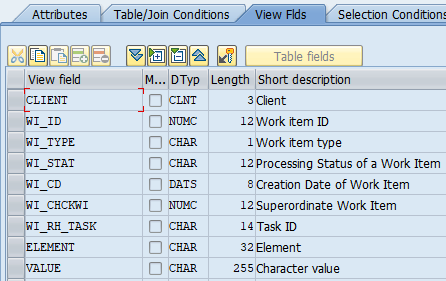 Attributes Table/Join Conditions View Flds Selection Conditions
Table fields
View field M... DTyp Length Short description
CLIENT CLNT 3 Client
WI_ID NUMC 12 Work item ID
WI_TYPE CHAR 1 Work item type
WI_STAT CHAR 12 Processing Status of a Work Item
WI_CD DATS 8 Creation Date of Work Item
WI_CHCKWI NUMC 12 Superordinate Work Item
WI_RH_TASK CHAR 14 Task ID
ELEMENT CHAR 32 Element
VALUE CHAR 255 Character value